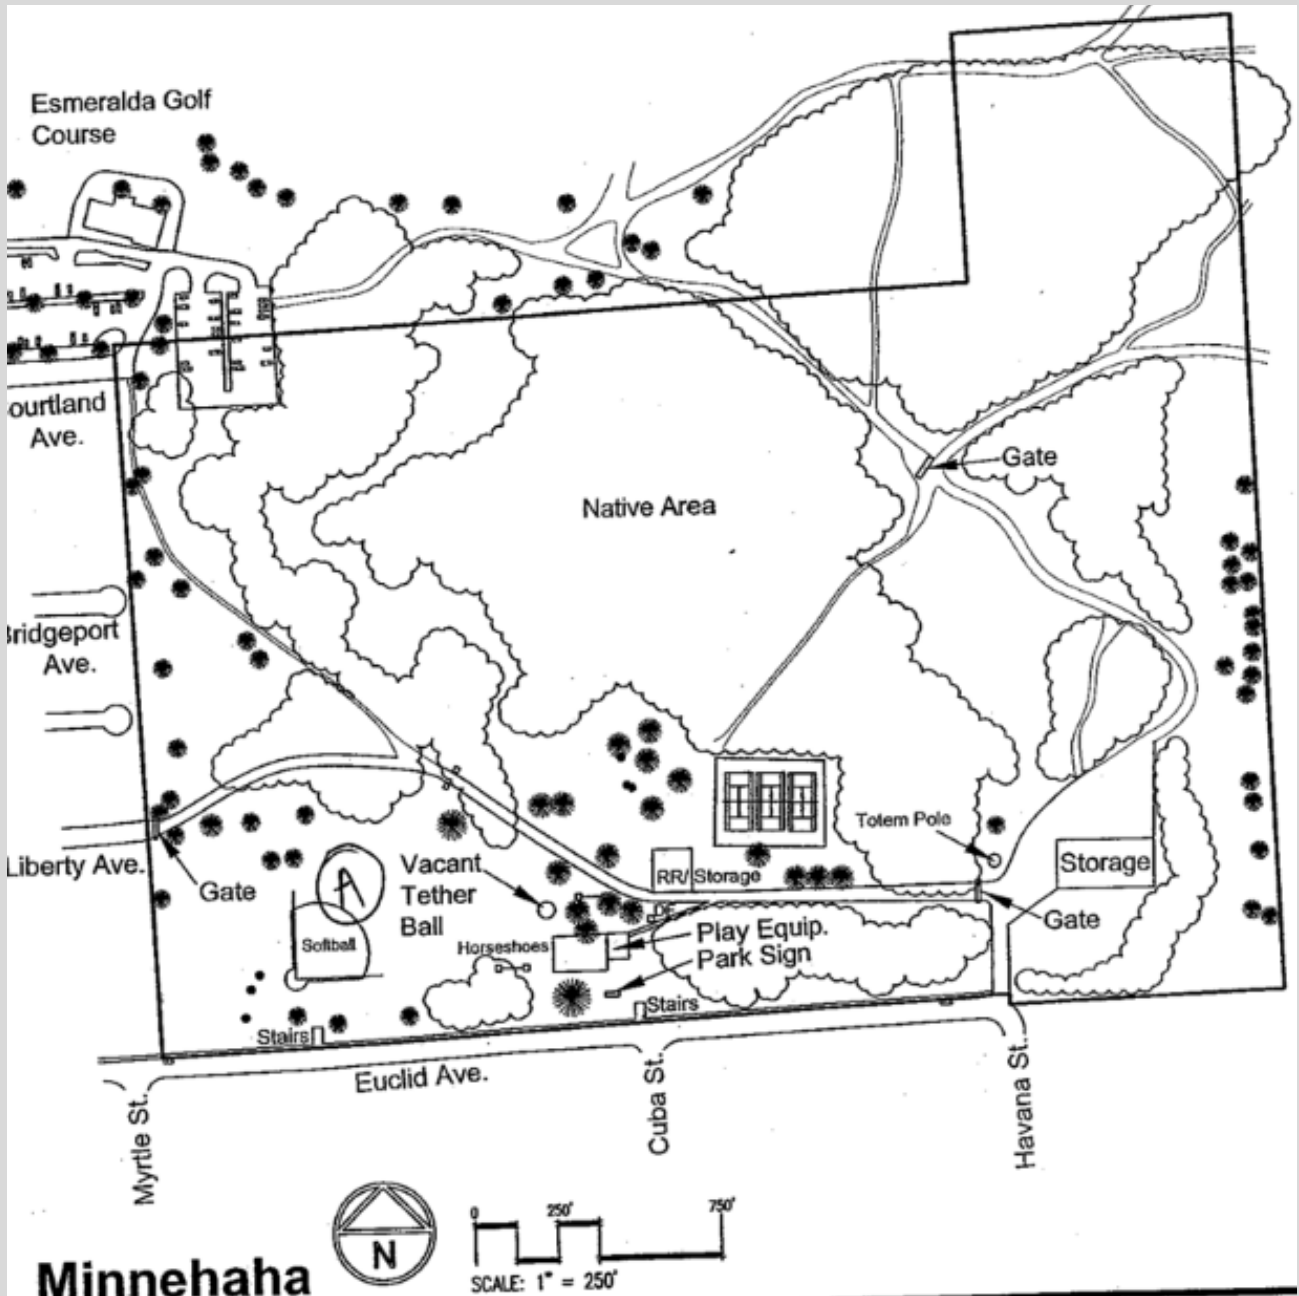 Esmeralda Golf
Course
ourtland
Ave.
Gate
Native Area
Bridgeport
Ave.
Totem Pole
Liberty Ave.
Gate
Vacant
Tether
Ball
RR/ Storage
Storage
A
DF
Gate
Softball
Horseshoes
Play Equip.
Park Sign
Stairs
Stairs
Euclid Ave.
Myrtle St.
Cuba St.
Havana St.
N
0 250' 750'
SCALE: 1" = 250'
Minnehaha